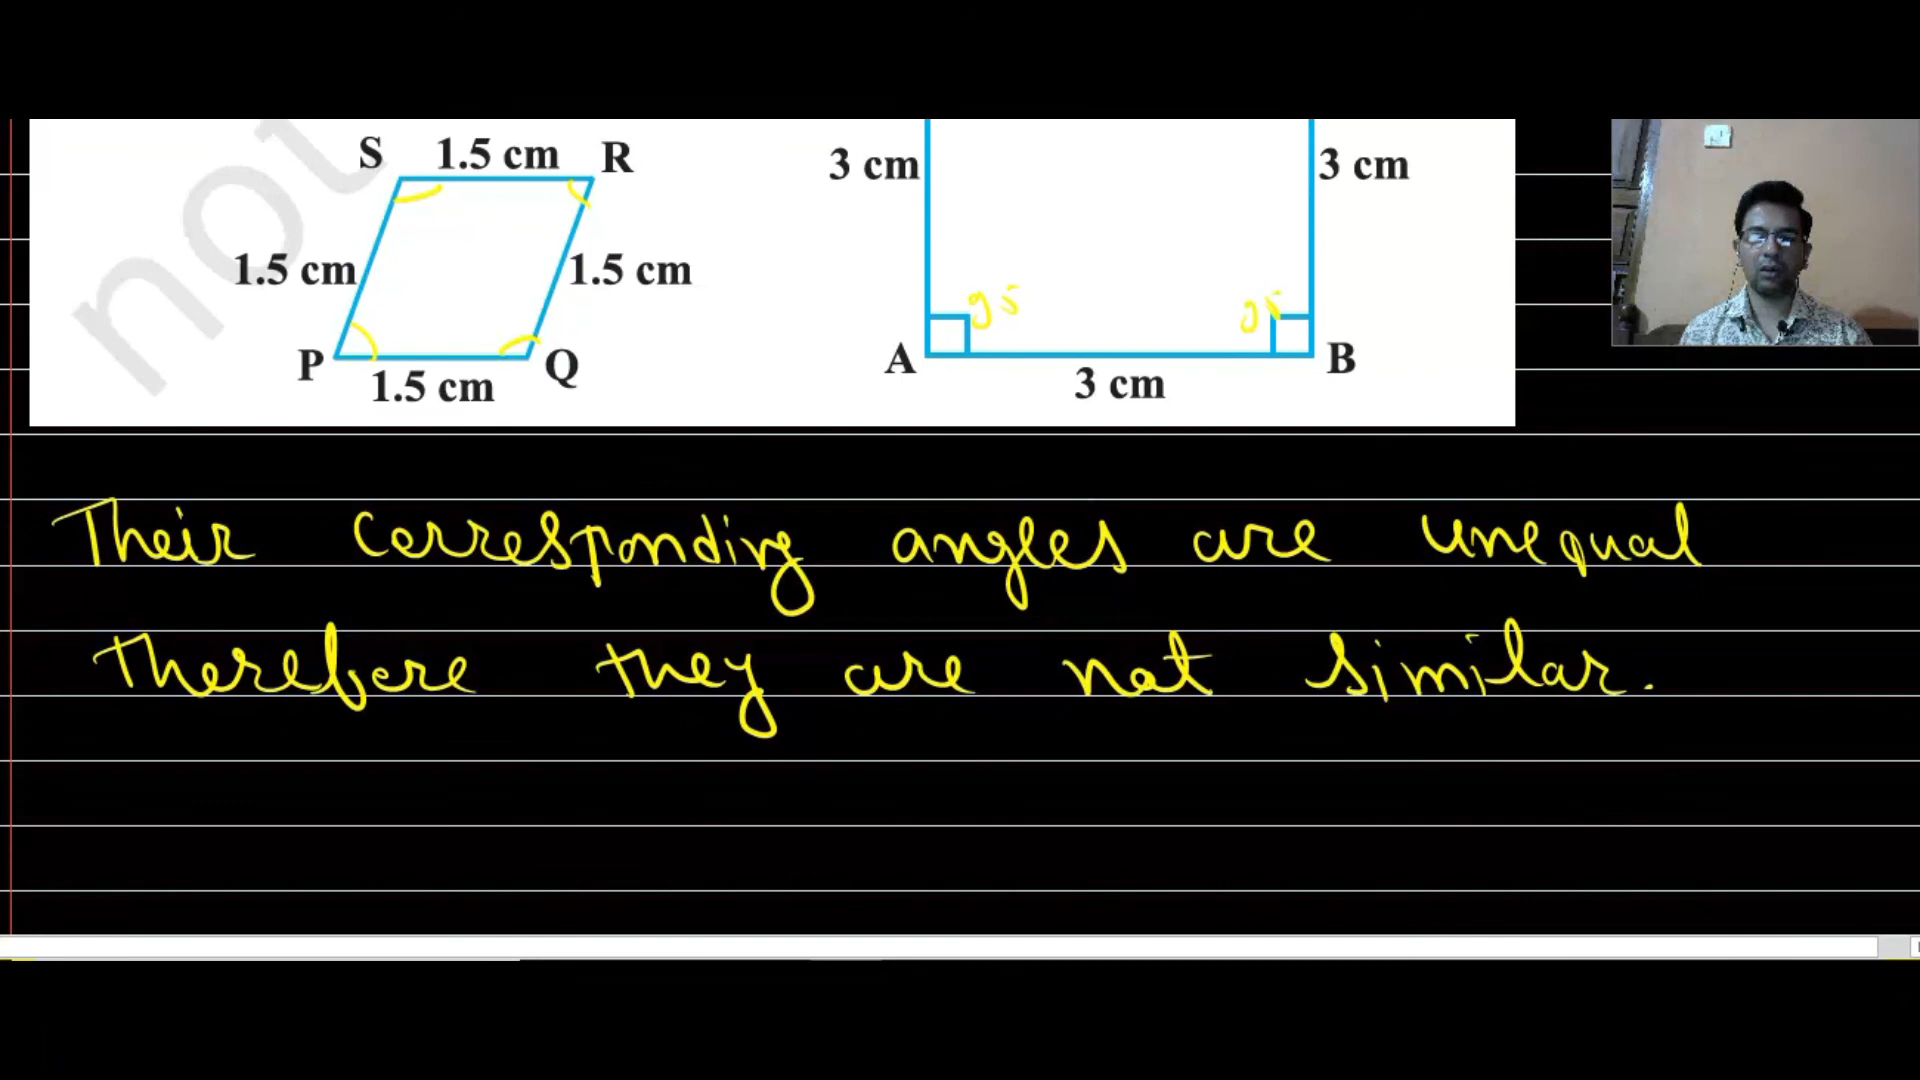 not
S 1.5 cm R
3 cm 3 cm
1.5 cm 1.5 cm
P 1.5 cm Q
A 3 cm B
Their corresponding angles are unequal
therefore they are not similar.